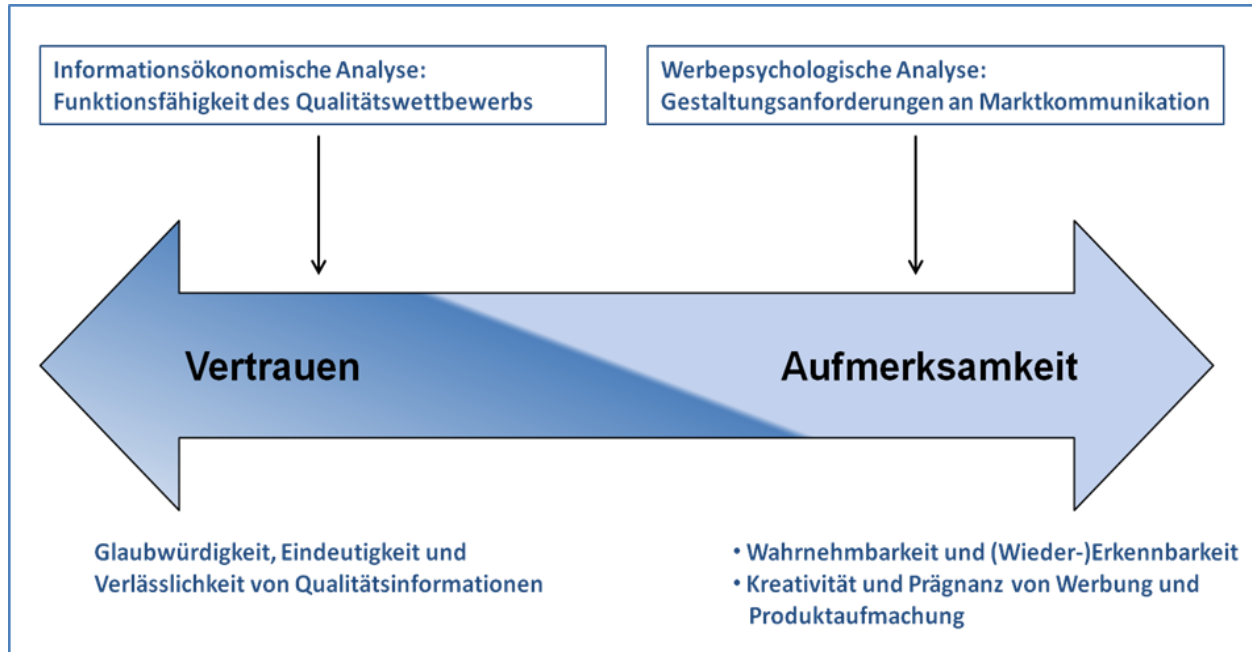 Informationsökonomische Analyse:
Funktionsfähigkeit des Qualitätswettbewerbs
Werbepsychologische Analyse:
Gestaltungsanforderungen an Marktkommunikation
Vertrauen
Aufmerksamkeit
Glaubwürdigkeit, Eindeutigkeit und
Verlässlichkeit von Qualitätsinformationen
• Wahrnehmbarkeit und (Wieder-)Erkennbarkeit
• Kreativität und Prägnanz von Werbung und
Produktaufmachung